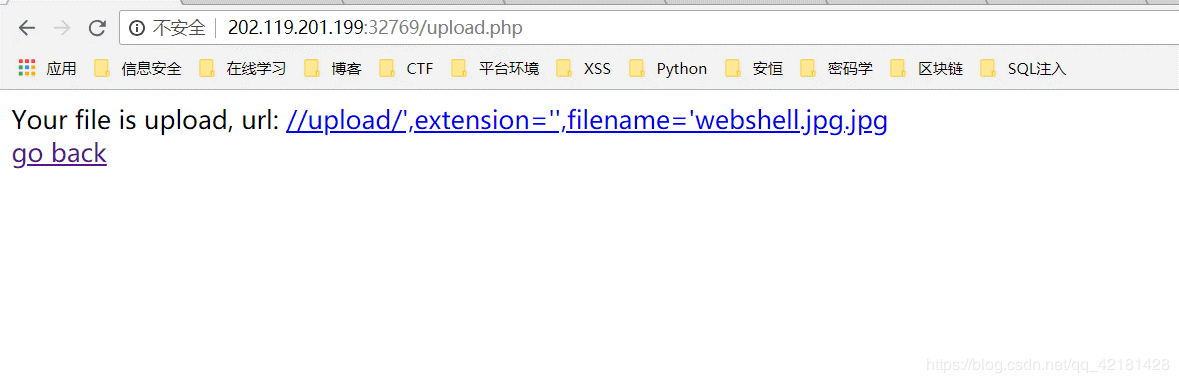 不安全 202.119.201.199:32769/upload.php
应用 信息安全 在线学习 博客 CTF 平台环境 XSS Python 安恒 密码学 区块链 SQL注入
Your file is upload, url: //upload/',extension='',filename='webshell.jpg.jpg
go back
https://blog.csdn.net/qq_42181428